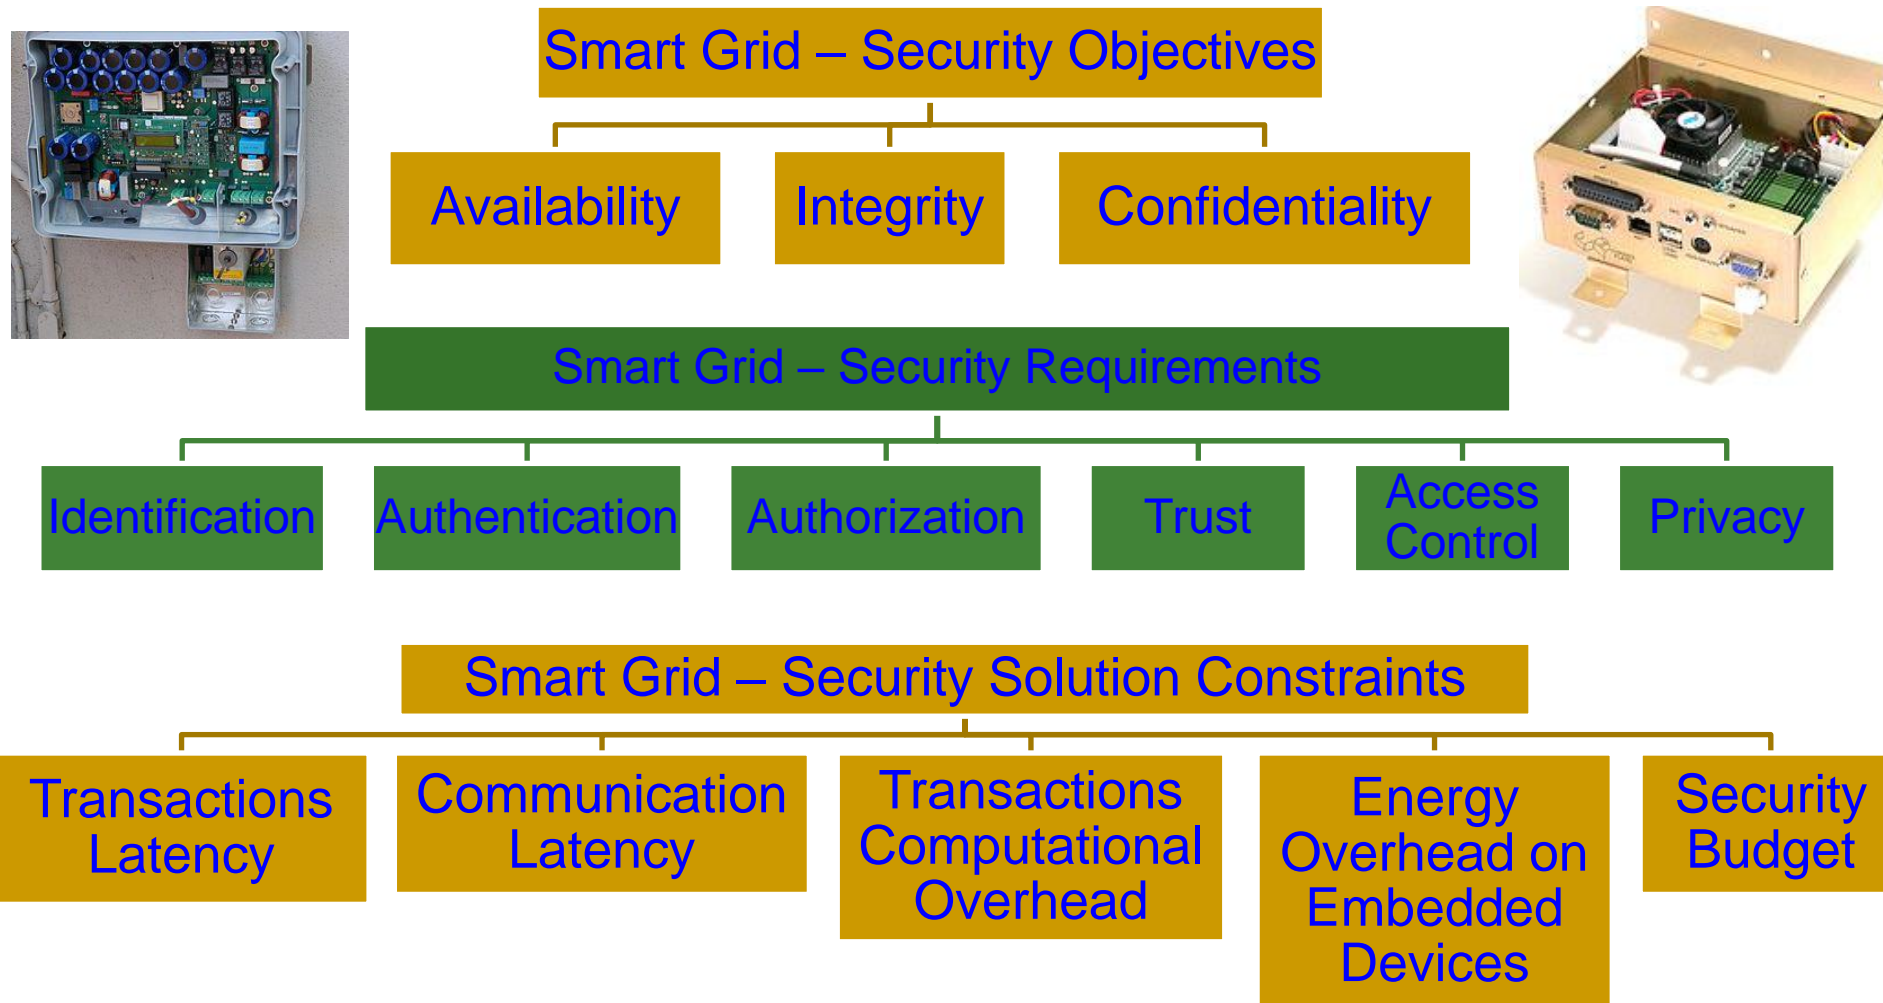 Smart Grid – Security Objectives
Availability
Integrity
Confidentiality
Smart Grid – Security Requirements
Identification
Authentication
Authorization
Trust
Access
Control
Privacy
Smart Grid – Security Solution Constraints
Transactions
Latency
Communication
Latency
Transactions
Computational
Overhead
Energy
Overhead on
Embedded
Devices
Security
Budget